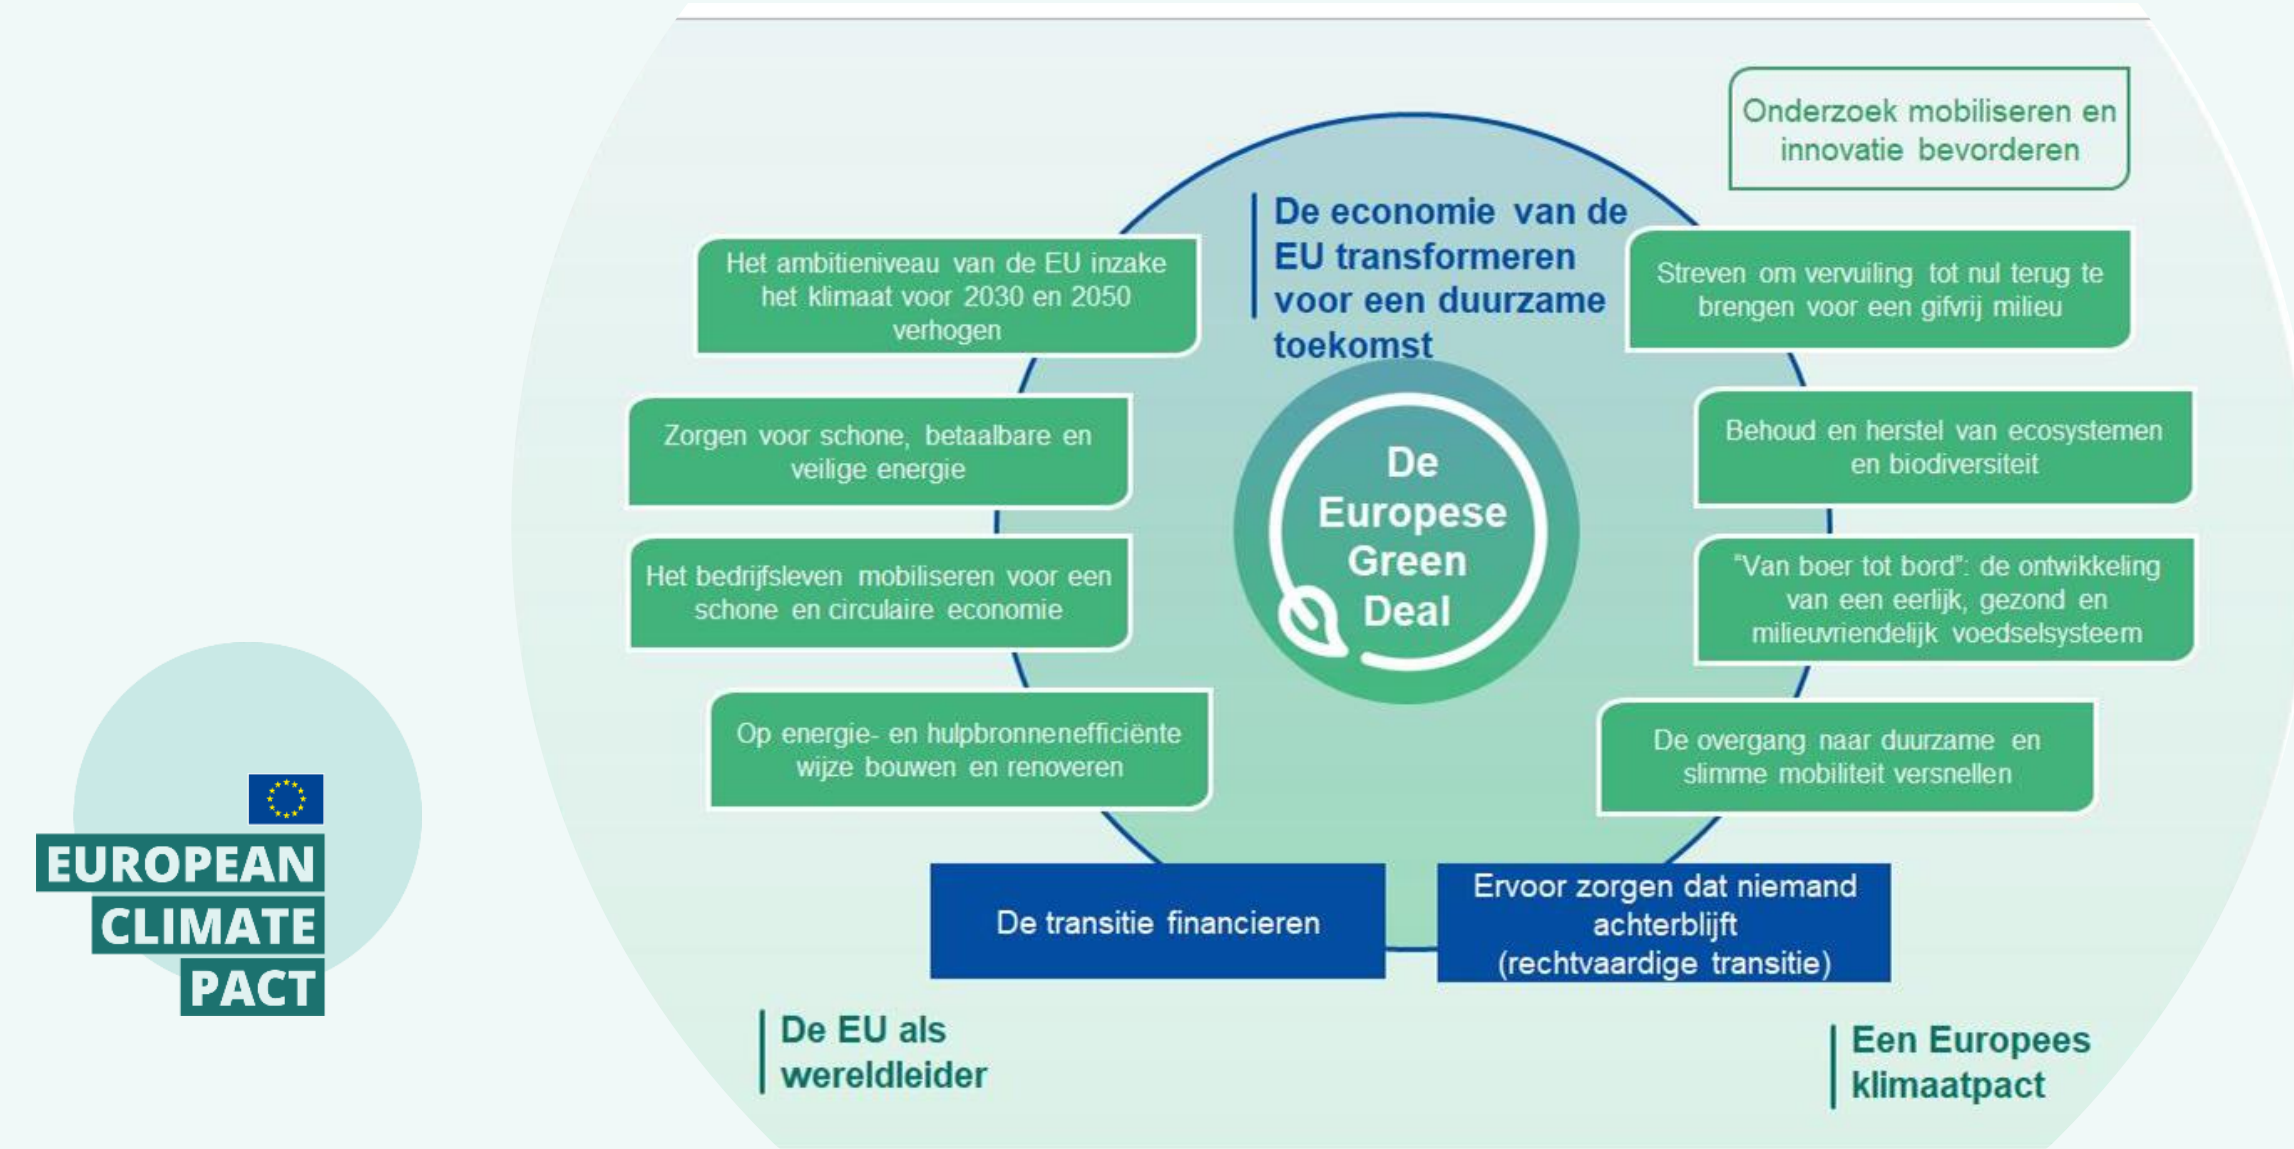 Onderzoek mobiliseren en
innovatie bevorderen
De economie van de
EU transformeren
voor een duurzame
toekomst
Het ambitieniveau van de EU inzake
het klimaat voor 2030 en 2050
verhogen
Streven om vervuiling tot nul terug te
brengen voor een gifvrij milieu
Zorgen voor schone, betaalbare en
veilige energie
Behoud en herstel van ecosystemen
en biodiversiteit
De
Europese
Green
Deal
Het bedrijfsleven mobiliseren voor een
schone en circulaire economie
“Van boer tot bord”: de ontwikkeling
van een eerlijk, gezond en
milieuvriendelijk voedselsysteem
Op energie- en hulpbronnenefficiënte
wijze bouwen en renoveren
De overgang naar duurzame en
slimme mobiliteit versnellen
De transitie financieren
Ervoor zorgen dat niemand
achterblijft
(rechtvaardige transitie)
De EU als
wereldleider
Een Europees
klimaatpact
EUROPEAN
CLIMATE
PACT